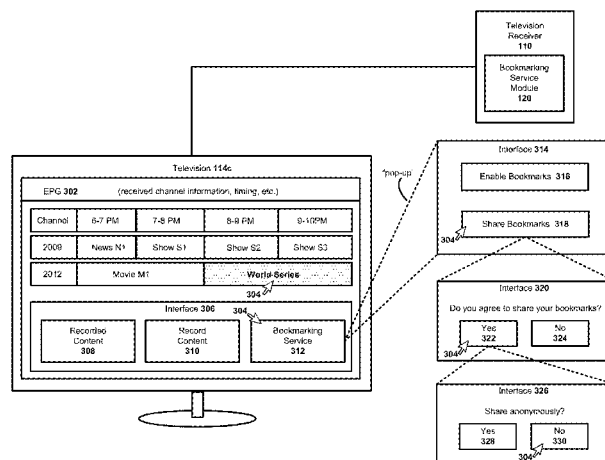 Television
Receiver
110
Bookmarking
Service
Module
120
Television 114c
EPG 302 (received channel information, timing, etc.)
Channel 6-7 PM 7-8 PM 8-9 PM 9-10PM
2009 News N1 Show S1 Show S2 Show S3
2012 Movie M1 World Series
304
Interface 306
304
Recorded
Content
308
Record
Content
310
Bookmarking
Service
312
"pop-up"
Interface 314
Enable Bookmarks 316
Share Bookmarks 318
304
Interface 320
Do you agree to share your bookmarks?
Yes
322
No
324
304
Interface 326
Share anonymously?
Yes
328
No
330
304